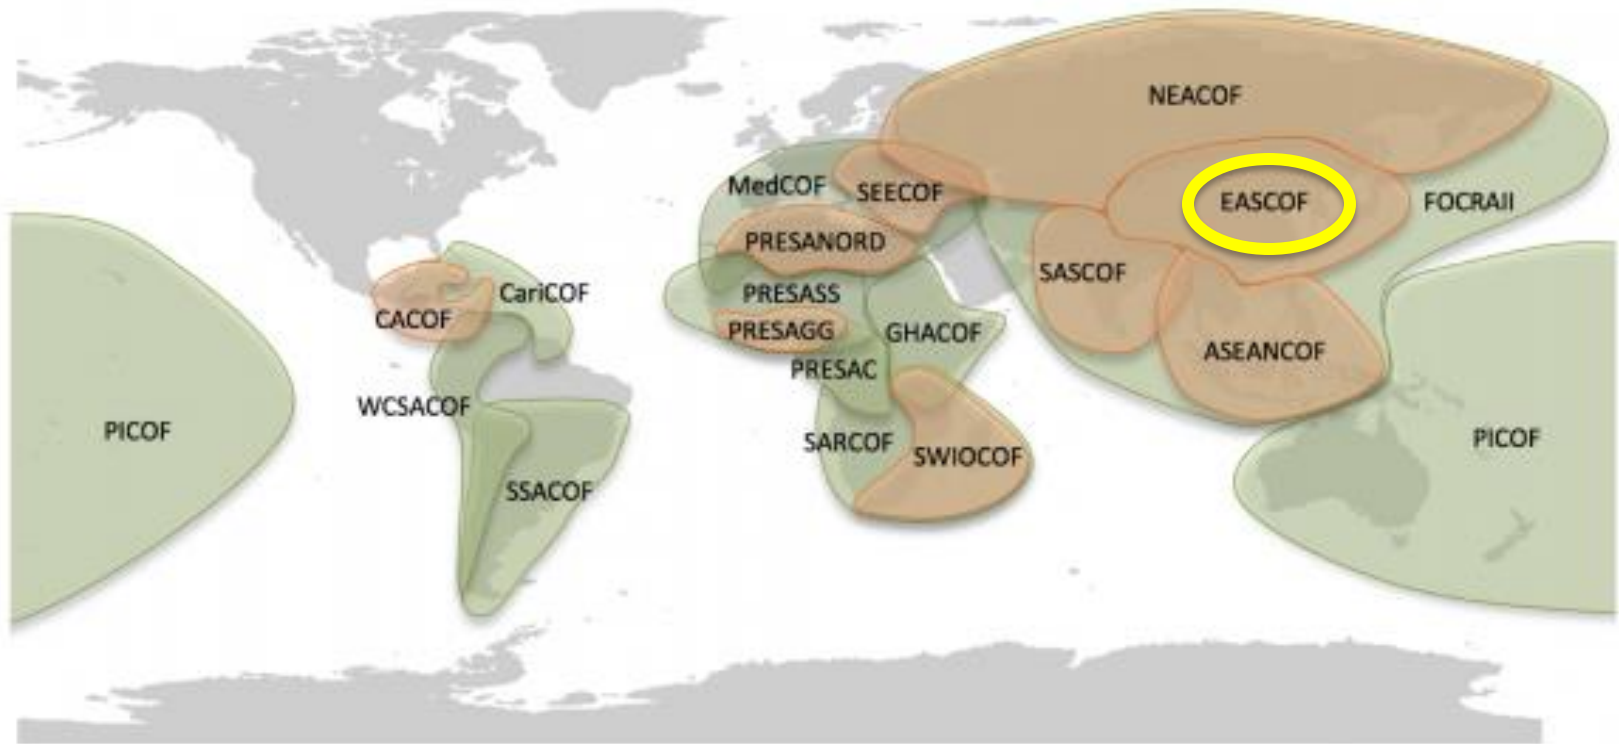 NEACOF
MedCOF
SEECOF
EASCOF
FOCRAII
PRESANORD
SASCOF
CariCOF
PRESASS
CACOF
PRESAGG
GHACOF
ASEANCOF
PRESAC
WCSACOF
PICOF
SARCOF
SWIOCOF
PICOF
SSACOF